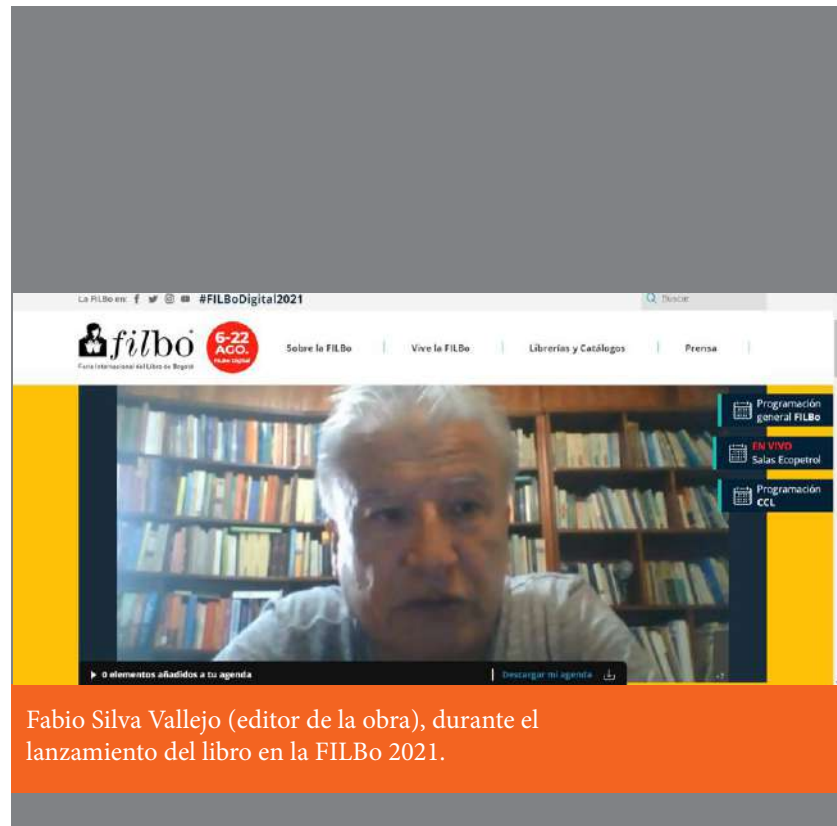 La FILBo en: #FILBoDigital2021
Buscar
filbo
Feria Internacional del Libro de Bogotá
6-22
AGO.
FILBo Digital
Sobre la FILBo
Vive la FILBo
Librerías y Catálogos
Prensa
Programación
general FILBo
EN VIVO
Salas Ecopetrol
Programación
CCL
0 elementos añadidos a tu agenda
Descargar mi agenda
Fabio Silva Vallejo (editor de la obra), durante el
lanzamiento del libro en la FILBo 2021.